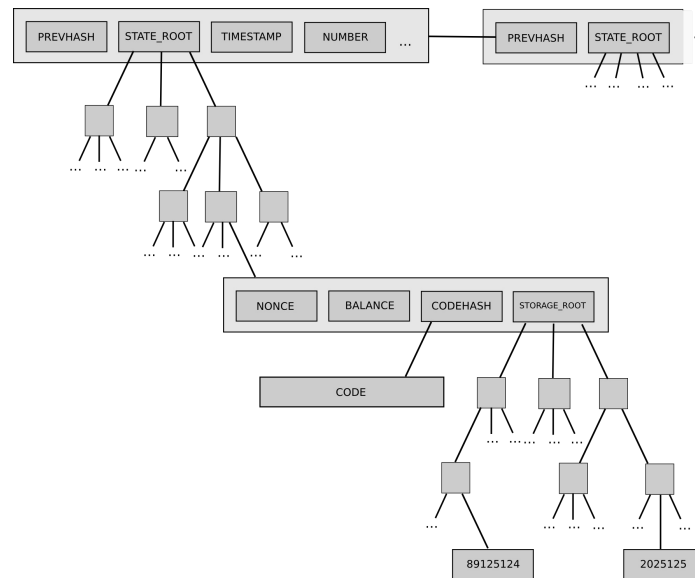 PREVHASH STATE_ROOT TIMESTAMP NUMBER ... PREVHASH STATE_ROOT
... ... ... ...
... ... ... ... ...
... ... ... ... ...
NONCE BALANCE CODEHASH STORAGE_ROOT
CODE
... ... ... ... ...
... ... ... ... ...
89125124 2025125